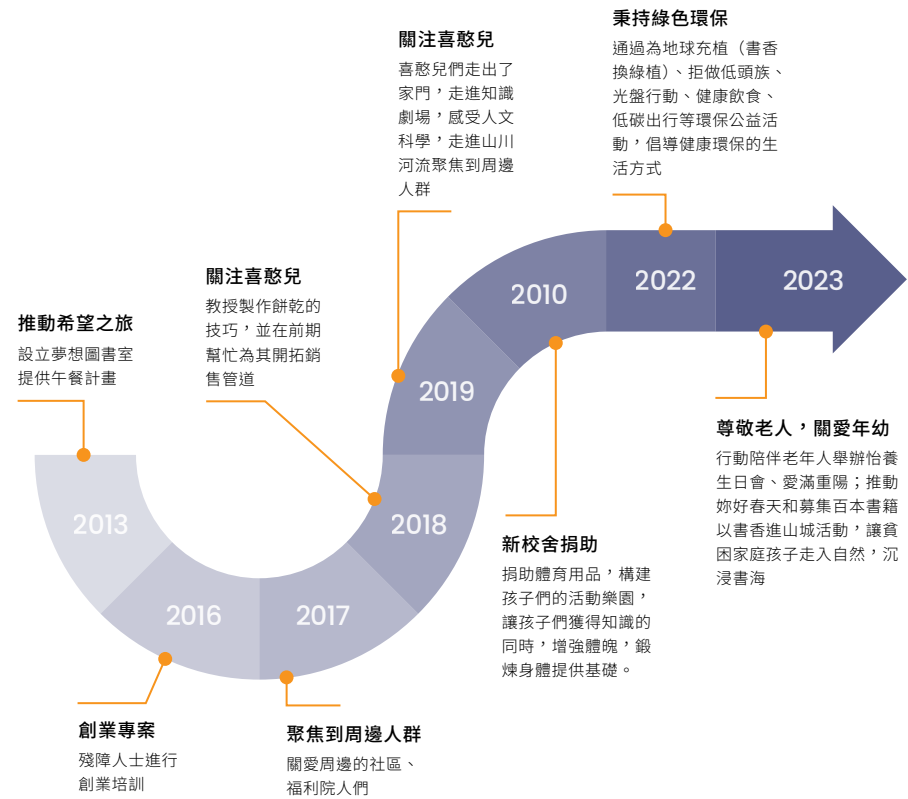 推動希望之旅
設立夢想圖書室
提供午餐計畫
2013
創業專案
殘障人士進行
創業培訓
2016
聚焦到周邊人群
關愛周邊的社區、
福利院人們
2017
關注喜憨兒
教授製作餅乾的
技巧,並在前期
幫忙為其開拓銷
售管道
2018
關注喜憨兒
喜憨兒們走出了
家門,走進知識
劇場,感受人文
科學,走進山川
河流聚焦到周邊
人群
2019
新校舍捐助
捐助體育用品,構建
孩子們的活動樂園,
讓孩子們獲得知識的
同時,增強體魄,鍛
煉身體提供基礎。
2010
秉持綠色環保
通過為地球充植(書香
換綠植)、拒做低頭族、
光盤行動、健康飲食、
低碳出行等環保公益活
動,倡導健康環保的生
活方式
2022
尊敬老人,關愛年幼
行動陪伴老年人舉辦怡養
生日會、愛滿重陽;推動
妳好春天和募集百本書籍
以書香進山城活動,讓貧
困家庭孩子走入自然,沉
浸書海
2023